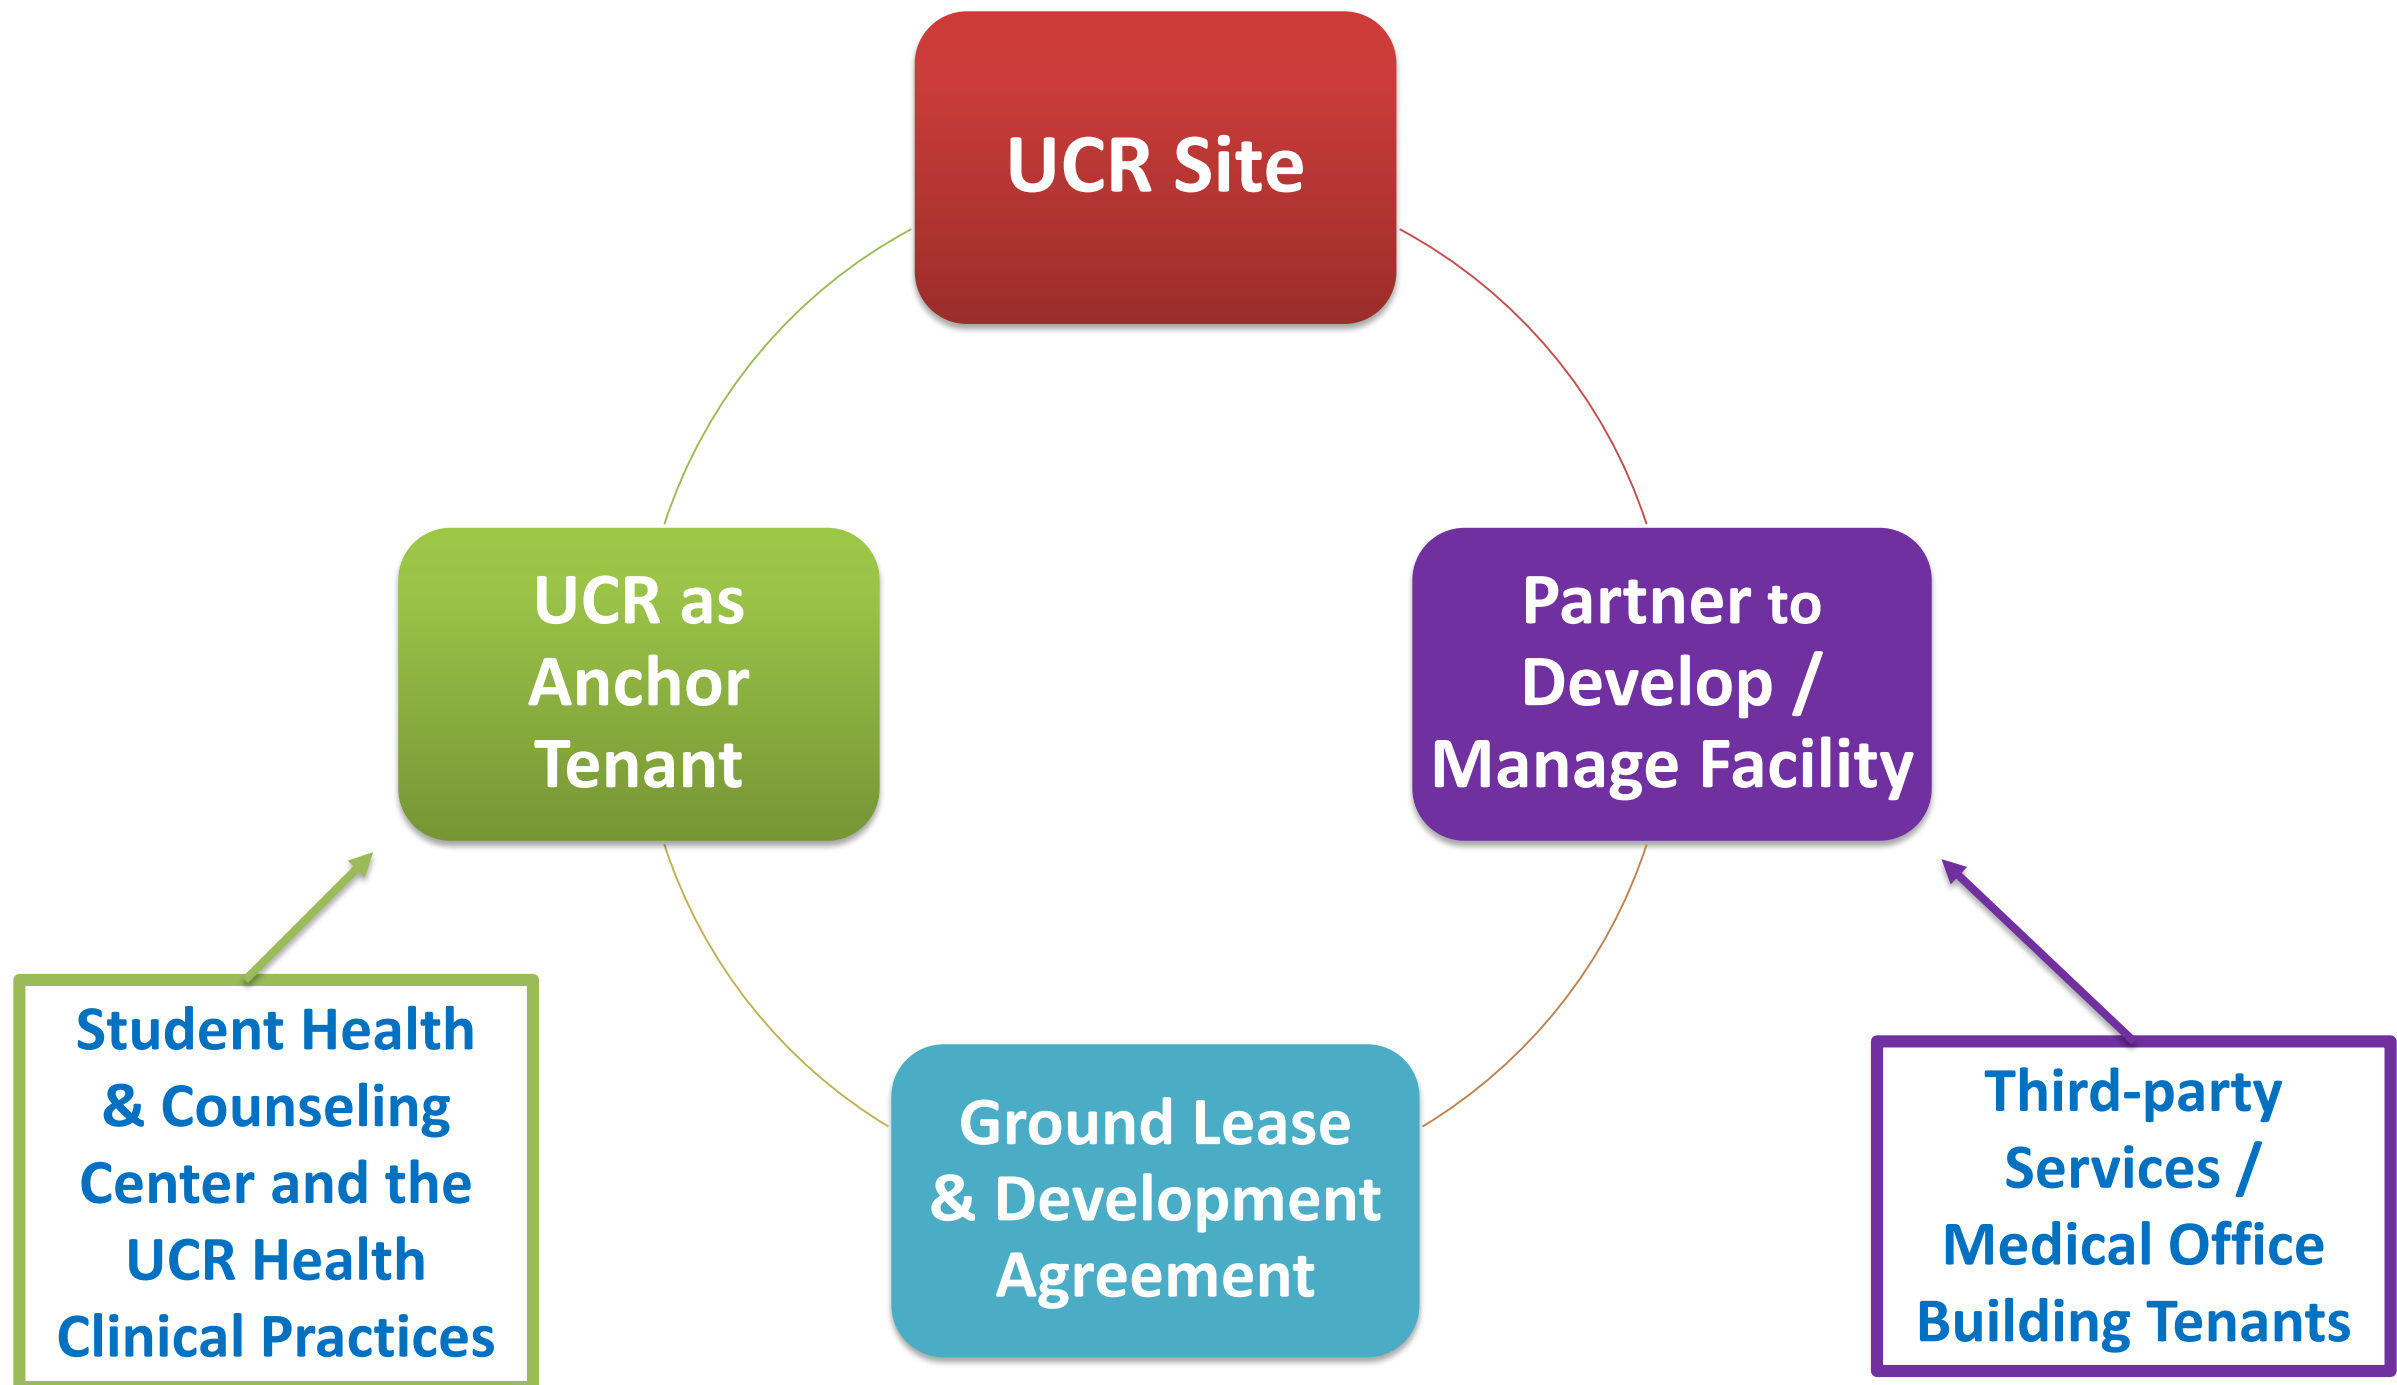 UCR Site
UCR as
Anchor
Tenant
Partner to
Develop /
Manage Facility
Student Health
& Counseling
Center and the
UCR Health
Clinical Practices
Ground Lease
& Development
Agreement
Third-party
Services /
Medical Office
Building Tenants